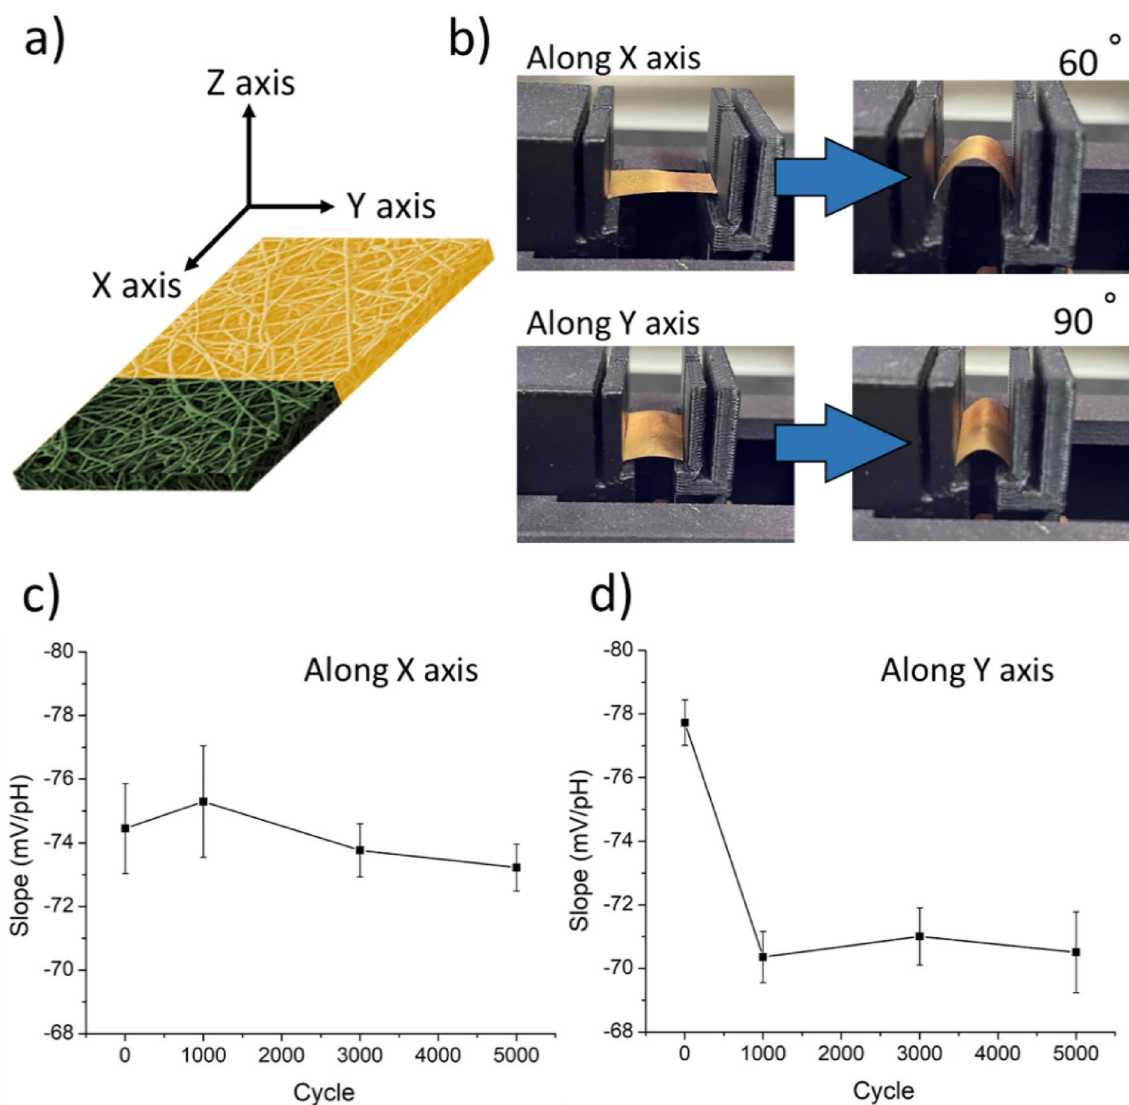 a)
Z axis
Y axis
X axis
b)
Along X axis
60°
Along Y axis
90°
c)
-80
-78
-76
-74
-72
-70
-68
Slope (mV/pH)
Along X axis
0 1000 2000 3000 4000 5000
Cycle
d)
-80
-78
-76
-74
-72
-70
-68
Slope (mV/pH)
Along Y axis
0 1000 2000 3000 4000 5000
Cycle